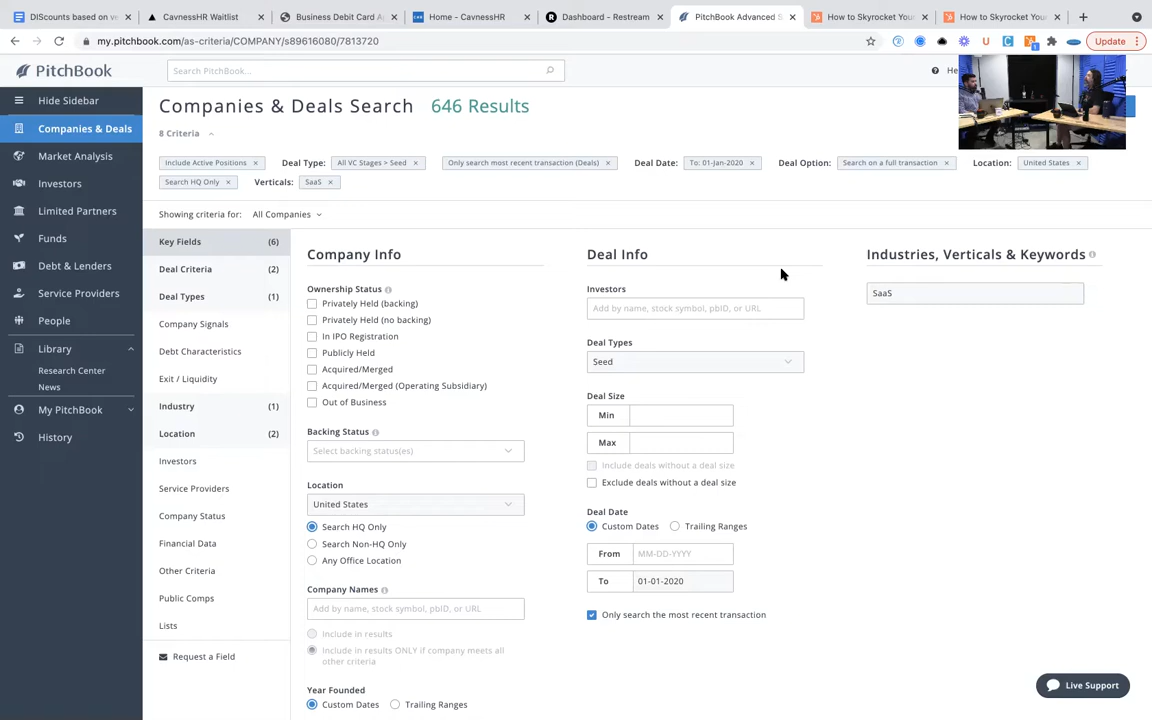 DIScounts based on v
CavnessHR Waitlist
Business Debit Card A
Home - CavnessHR
Dashboard - Restream
PitchBook Advanced S
How to Skyrocket You
How to Skyrocket You
my.pitchbook.com/as-criteria/COMPANY/s89616080/7813720
Update
PitchBook
Search PitchBook...
He
Hide Sidebar
Companies & Deals
Market Analysis
Investors
Limited Partners
Funds
Debt & Lenders
Service Providers
People
Library
Research Center
News
My PitchBook
History
Companies & Deals Search 646 Results
8 Criteria
Include Active Positions Deal Type: All VC Stages > Seed Only search most recent transaction (Deals) Deal Date: To: 01-Jan-2020 Deal Option: Search on a full transaction Location: United States
Search HQ Only Verticals: SaaS
Showing criteria for: All Companies
Key Fields (6)
Deal Criteria (2)
Deal Types (1)
Company Signals
Debt Characteristics
Exit / Liquidity
Industry (1)
Location (2)
Investors
Service Providers
Company Status
Financial Data
Other Criteria
Public Comps
Lists
Request a Field
Company Info
Ownership Status
Privately Held (backing)
Privately Held (no backing)
In IPO Registration
Publicly Held
Acquired/Merged
Acquired/Merged (Operating Subsidiary)
Out of Business
Backing Status
Select backing status(es)
Location
United States
Search HQ Only
Search Non-HQ Only
Any Office Location
Company Names
Add by name, stock symbol, pbID, or URL
Include in results
Include in results ONLY if company meets all
other criteria
Year Founded
Custom Dates Trailing Ranges
Deal Info
Investors
Add by name, stock symbol, pbID, or URL
Deal Types
Seed
Deal Size
Min
Max
Include deals without a deal size
Exclude deals without a deal size
Deal Date
Custom Dates Trailing Ranges
From MM-DD-YYYY
To 01-01-2020
Only search the most recent transaction
Industries, Verticals & Keywords
SaaS
Live Support